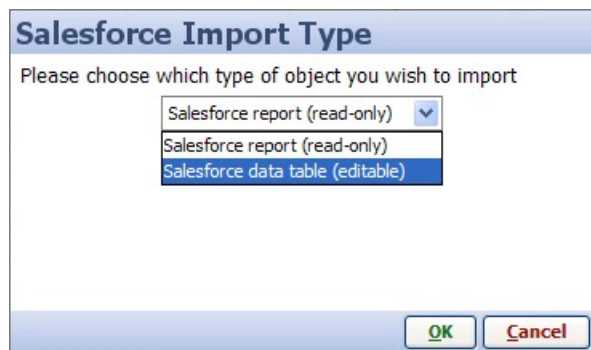 Salesforce Import Type
Please choose which type of object you wish to import
Salesforce report (read-only)
Salesforce report (read-only)
Salesforce data table (editable)
OK Cancel